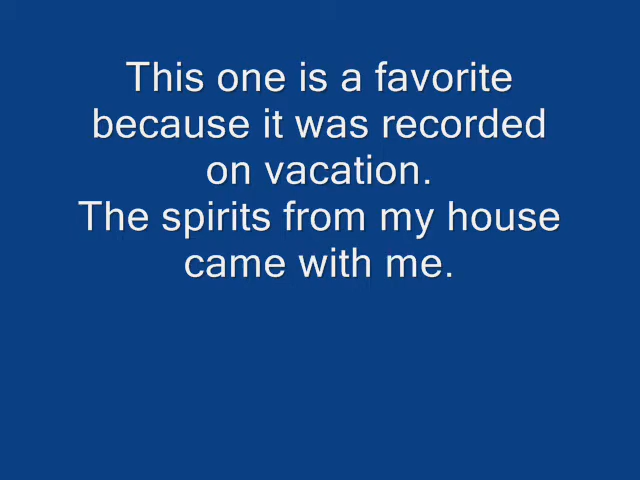 This one is a favorite
because it was recorded
on vacation.
The spirits from my house
came with me.